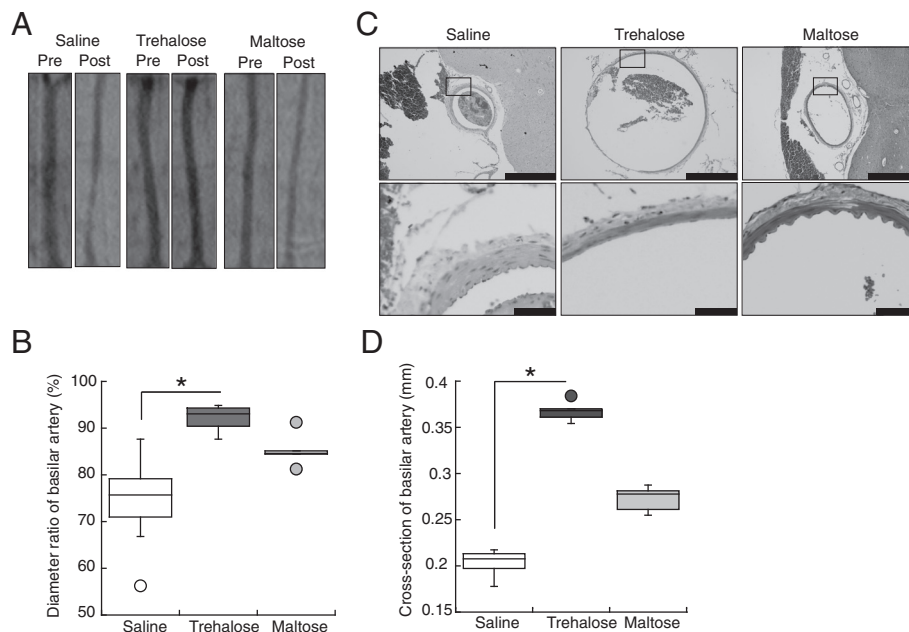 A
Saline Trehalose Maltose
Pre Post Pre Post Pre Post
C
Saline Trehalose Maltose
B
Diameter ratio of basilar artery (%)
100
90
80
70
60
50
*
Saline Trehalose Maltose
D
Cross-section of basilar artery (mm)
0.4
0.35
0.3
0.25
0.2
0.15
*
Saline Trehalose Maltose